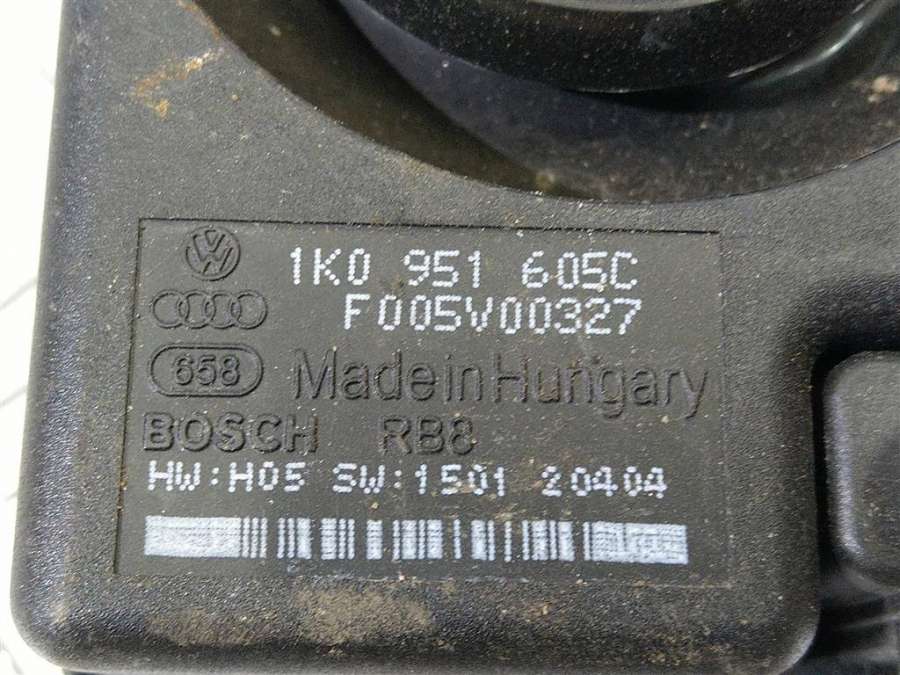 1K0 951 605C
F005V00327
658 Made in Hungary
BOSCH RB8
HW:H05 SW:1501 20404